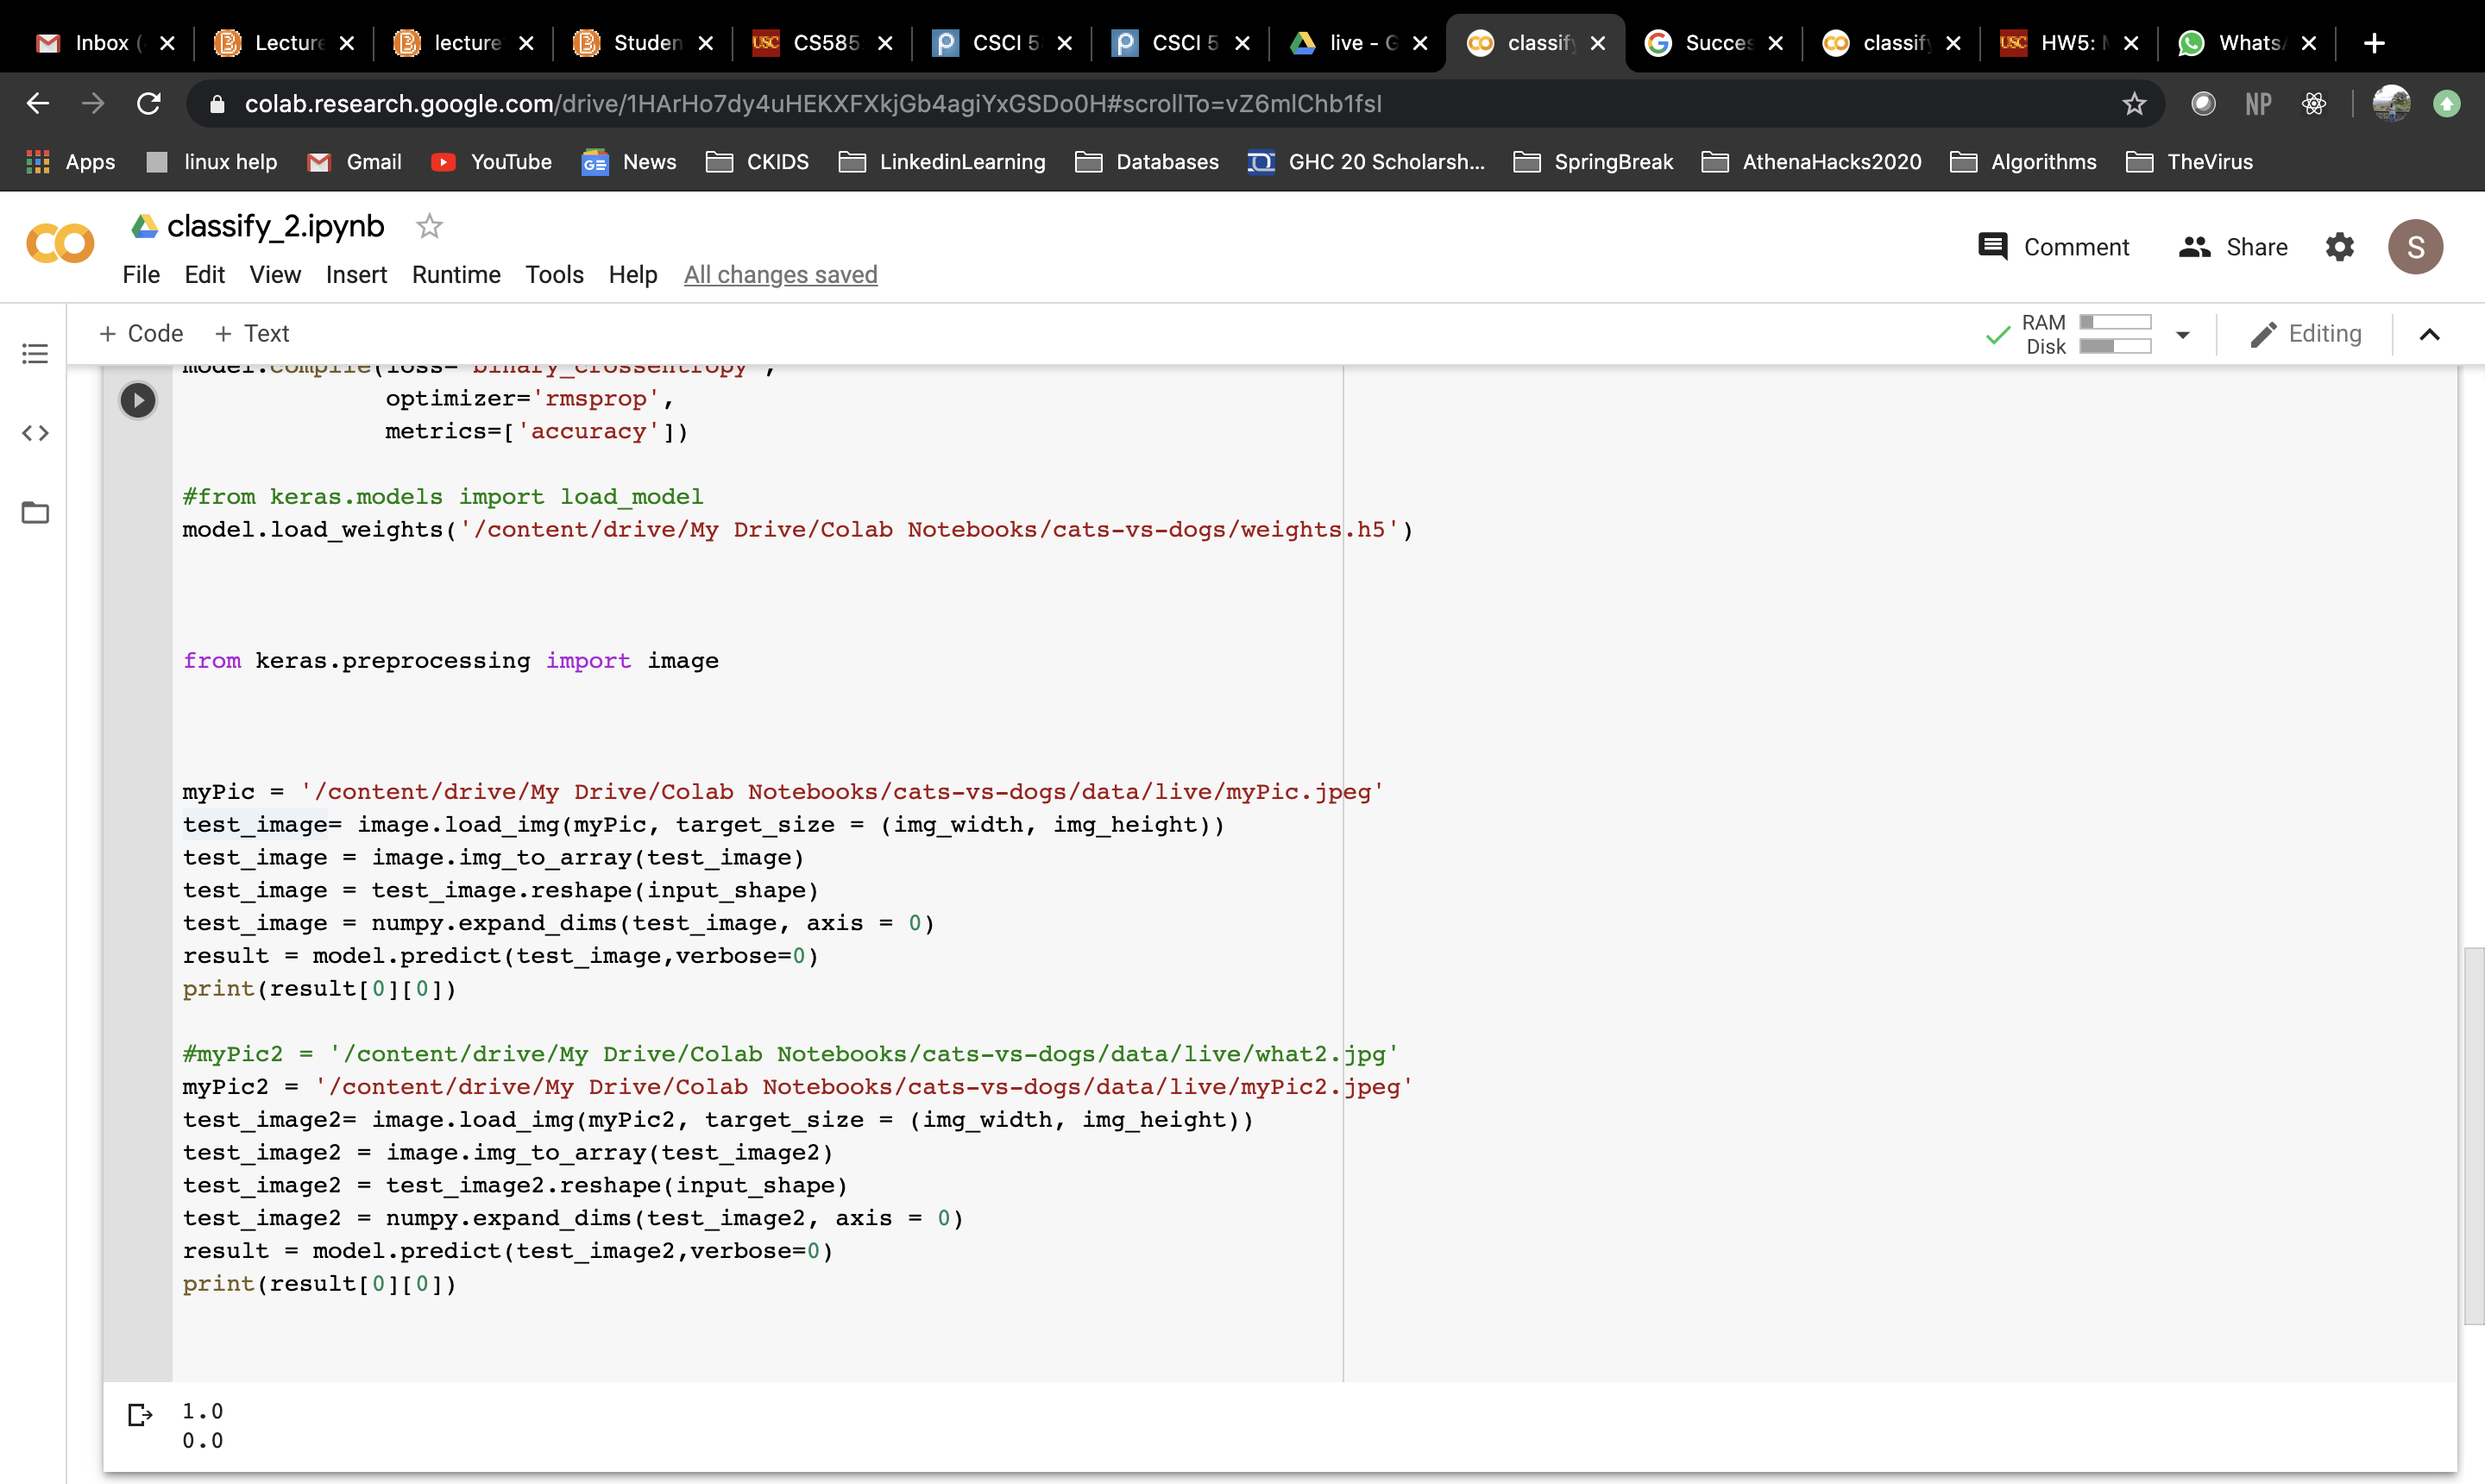 Inbox (
Lecture
lecture
Studen
USC CS585
CSCI 5
CSCI 5
live - G
classify
Succes
classify
USC HW5: M
WhatsA
colab.research.google.com/drive/1HArHo7dy4uHEKXFXkjGb4agiYxGSDo0H#scrollTo=vZ6mlChb1fsI
NP
Apps
linux help
Gmail
YouTube
News
CKIDS
LinkedinLearning
Databases
GHC 20 Scholarsh...
SpringBreak
AthenaHacks2020
Algorithms
TheVirus
classify_2.ipynb
File Edit View Insert Runtime Tools Help All changes saved
Comment
Share
S
+ Code + Text
RAM
Disk
Editing
model.compile(loss='binary_crossentropy',
optimizer='rmsprop',
metrics=['accuracy'])
#from keras.models import load_model
model.load_weights('/content/drive/My Drive/Colab Notebooks/cats-vs-dogs/weights.h5')
from keras.preprocessing import image
myPic = '/content/drive/My Drive/Colab Notebooks/cats-vs-dogs/data/live/myPic.jpeg'
test_image= image.load_img(myPic, target_size = (img_width, img_height))
test_image = image.img_to_array(test_image)
test_image = test_image.reshape(input_shape)
test_image = numpy.expand_dims(test_image, axis = 0)
result = model.predict(test_image,verbose=0)
print(result[0][0])
#myPic2 = '/content/drive/My Drive/Colab Notebooks/cats-vs-dogs/data/live/what2.jpg'
myPic2 = '/content/drive/My Drive/Colab Notebooks/cats-vs-dogs/data/live/myPic2.jpeg'
test_image2= image.load_img(myPic2, target_size = (img_width, img_height))
test_image2 = image.img_to_array(test_image2)
test_image2 = test_image2.reshape(input_shape)
test_image2 = numpy.expand_dims(test_image2, axis = 0)
result = model.predict(test_image2,verbose=0)
print(result[0][0])
1.0
0.0